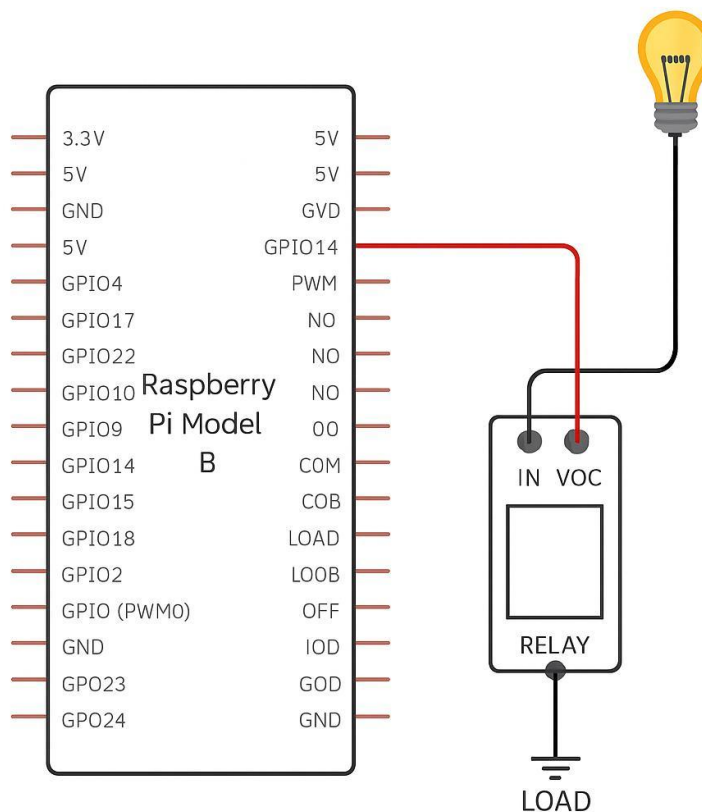 3.3V 5V
5V 5V
GND GVD
5V GPIO14
GPIO4 PWM
GPIO17 NO
GPIO22 NO
GPIO10 NO
GPIO9 OO
GPIO14 COM
GPIO15 COB
GPIO18 LOAD
GPIO2 LOOB
GPIO (PWM0) OFF
GND IOD
GPO23 GOD
GPO24 GND
Raspberry
Pi Model
B
IN VOC
RELAY
LOAD